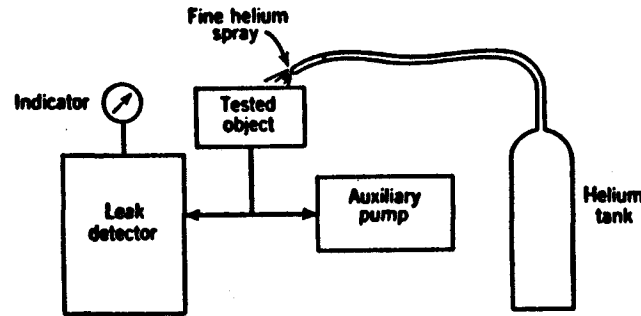 Fine helium
spray
Indicator
Tested
object
Leak
detector
Auxiliary
pump
Helium
tank